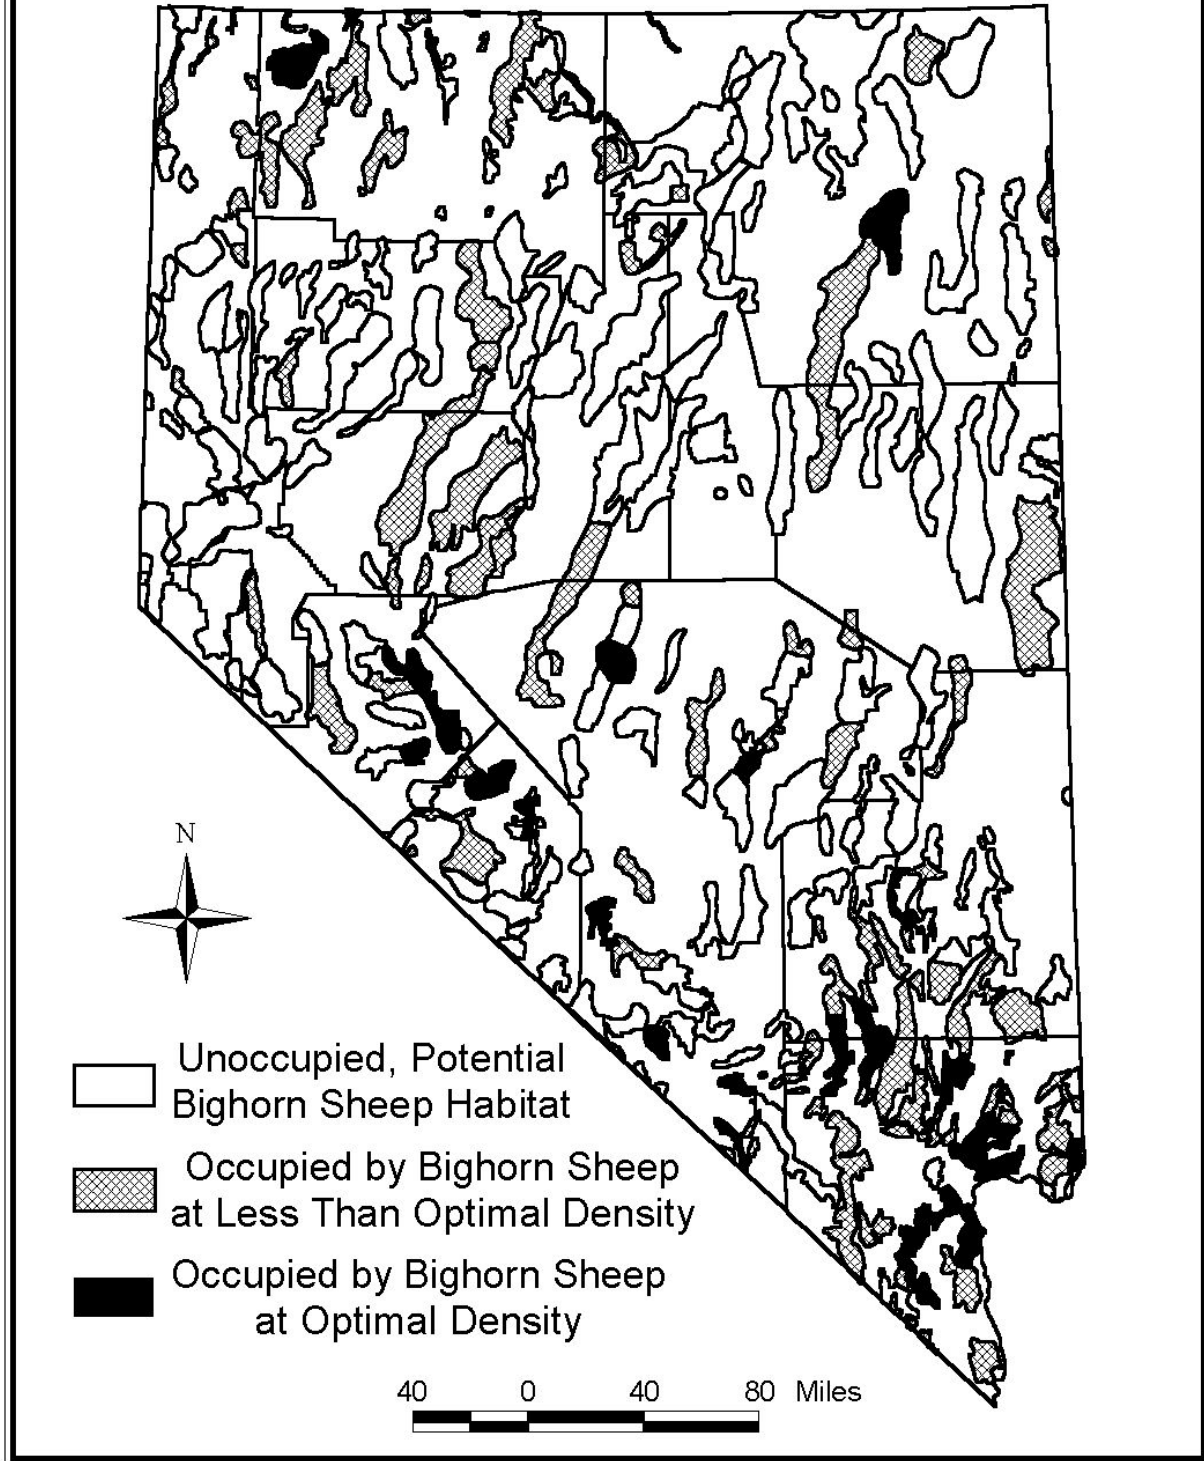 N
Unoccupied, Potential
Bighorn Sheep Habitat
Occupied by Bighorn Sheep
at Less Than Optimal Density
Occupied by Bighorn Sheep
at Optimal Density
40 0 40 80 Miles